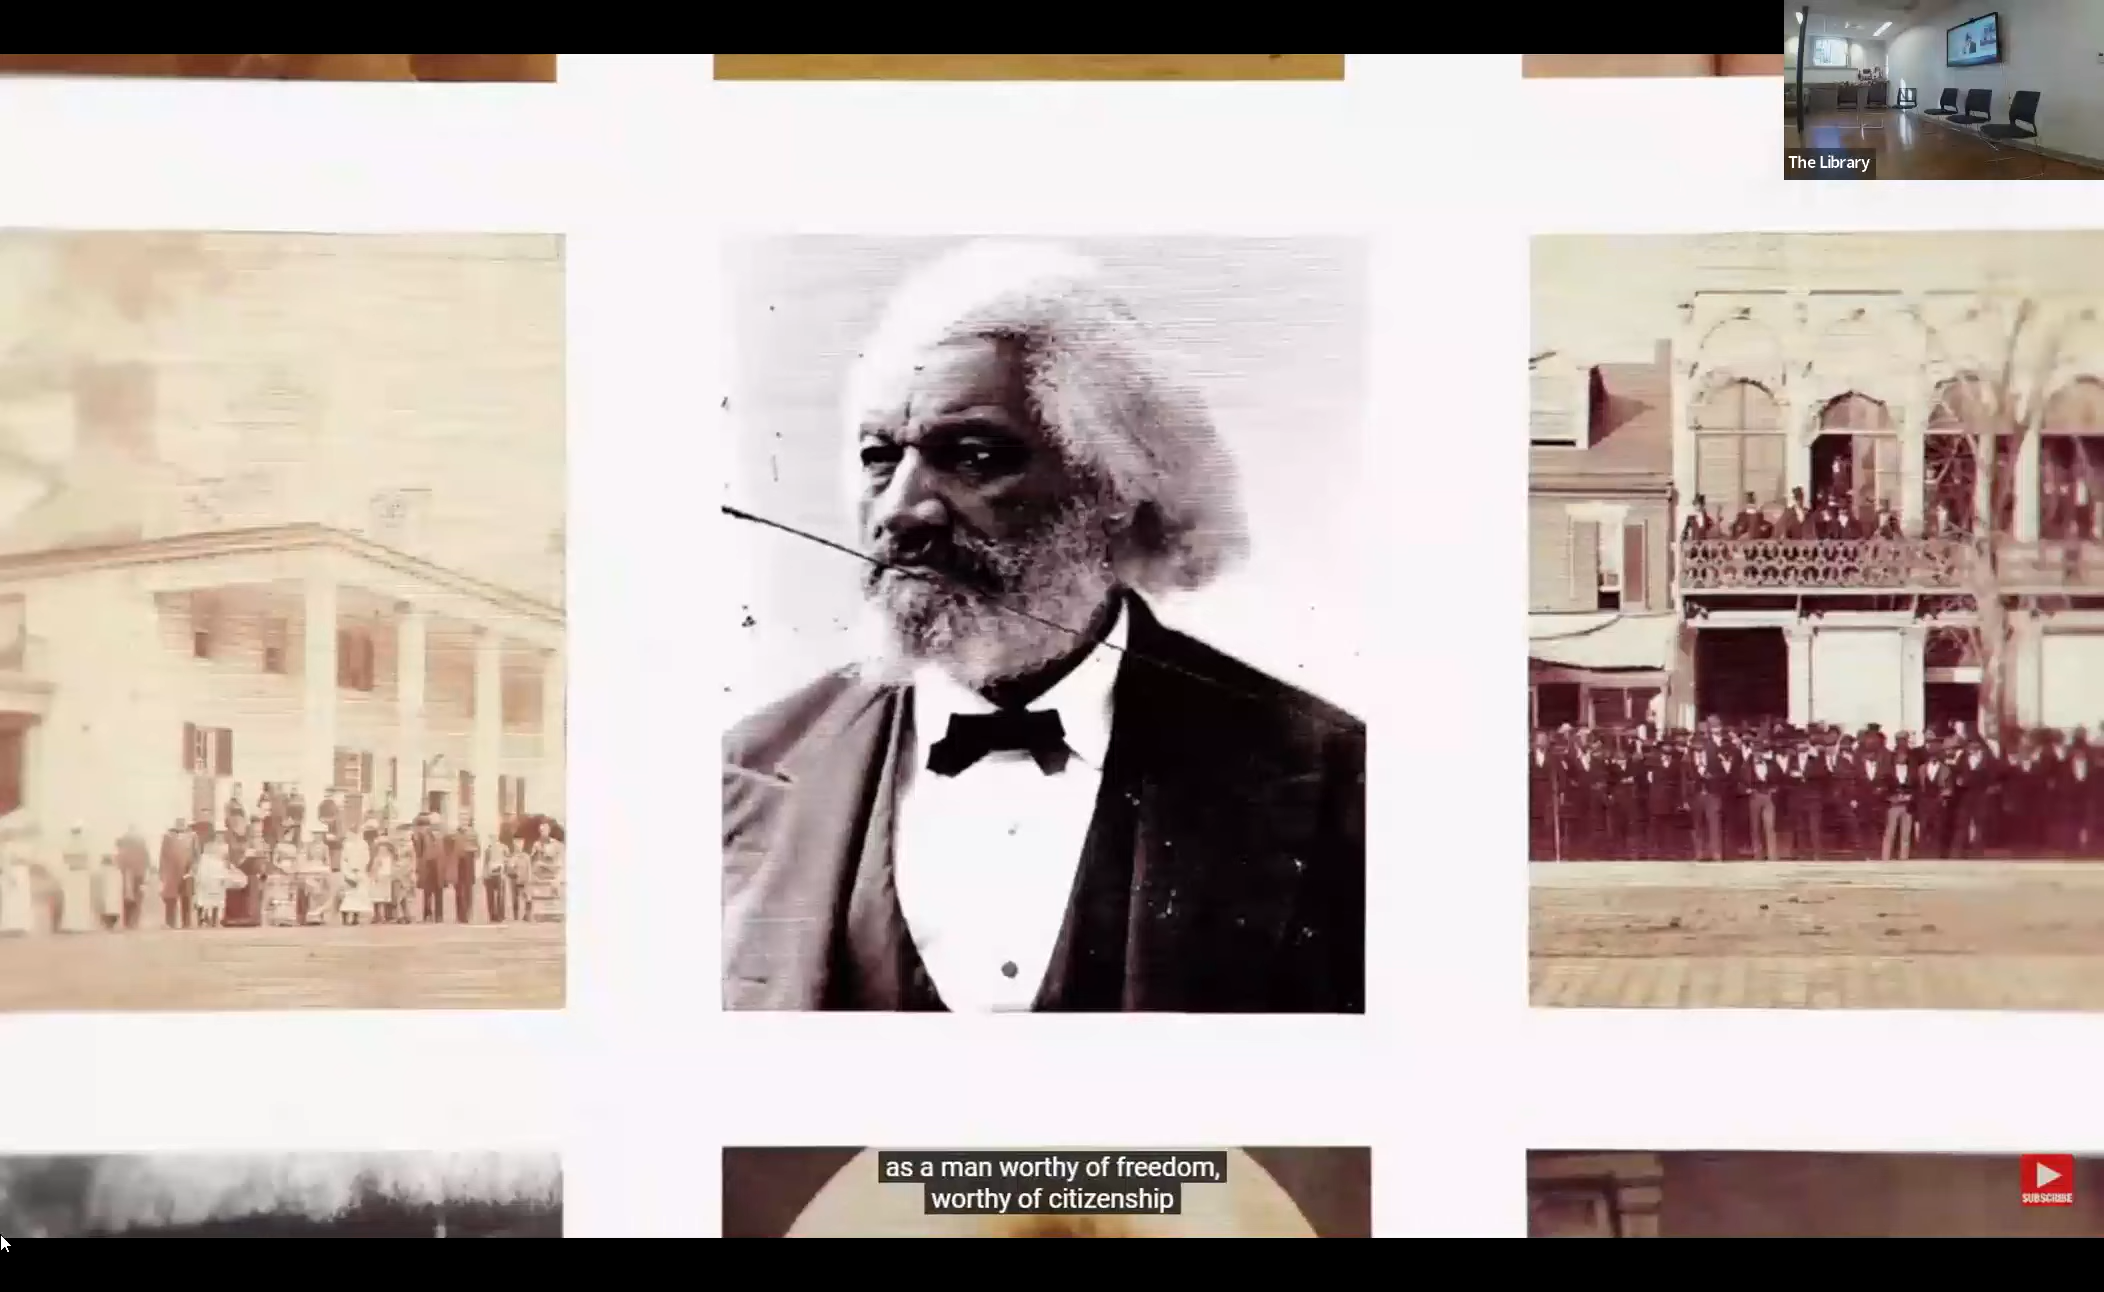 The Library
as a man worthy of freedom,
worthy of citizenship
SUBSCRIBE